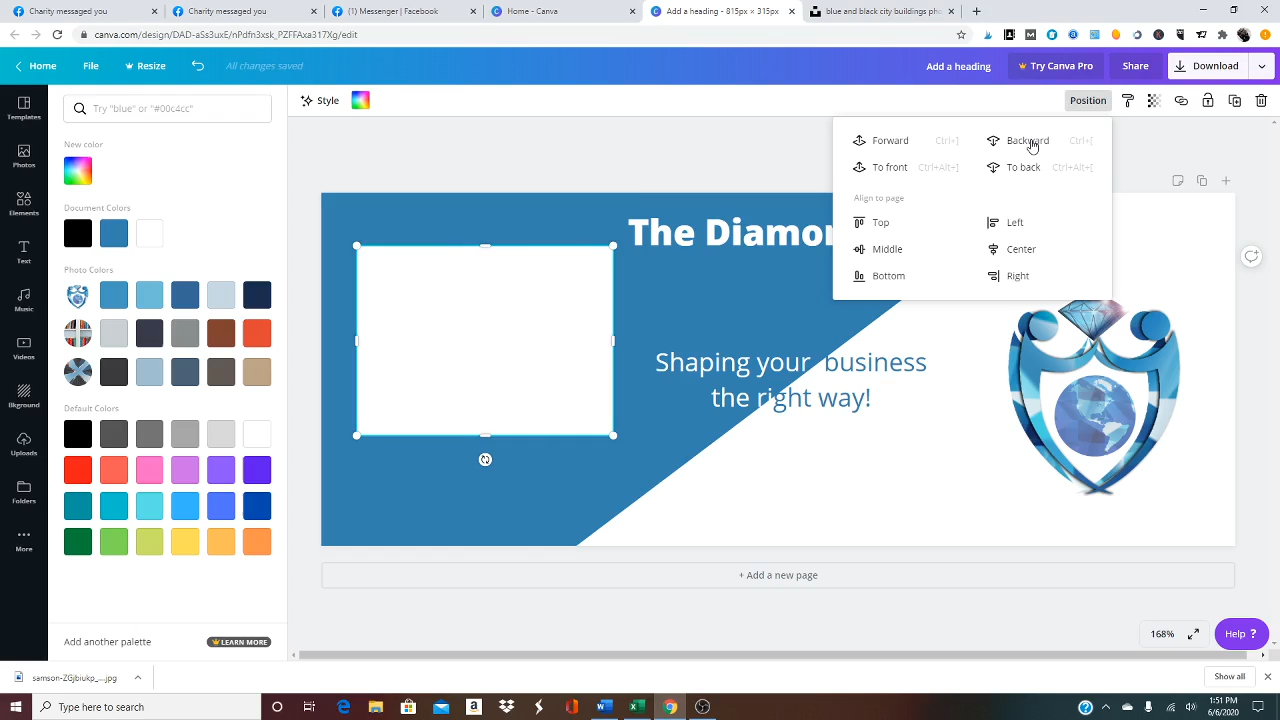 Charity messaged you
Charity messaged you
(1) Messenger | Facebook
Home - Canva
Add a heading - 815px × 315px
blue and black city buildings pho
canva.com/design/DAD-aSs3uxE/nPdfn3xsk_PZFFAxa317Xg/edit
Home File Resize All changes saved Add a heading Try Canva Pro Share Download
Templates
Photos
Elements
Text
Music
Videos
Bkground
Uploads
Folders
More
Try "blue" or "#00c4cc"
New color
Document Colors
Photo Colors
Default Colors
Add another palette LEARN MORE
Style Position
Forward Ctrl+] Backward Ctrl+[
To front Ctrl+Alt+] To back Ctrl+Alt+[
Align to page
Top Left
Middle Center
Bottom Right
The Diamon
Shaping your business
the right way!
+ Add a new page
168% Help ?
samson-ZGjbiukp_...jpg Show all
Type here to search
1:51 PM
6/6/2020